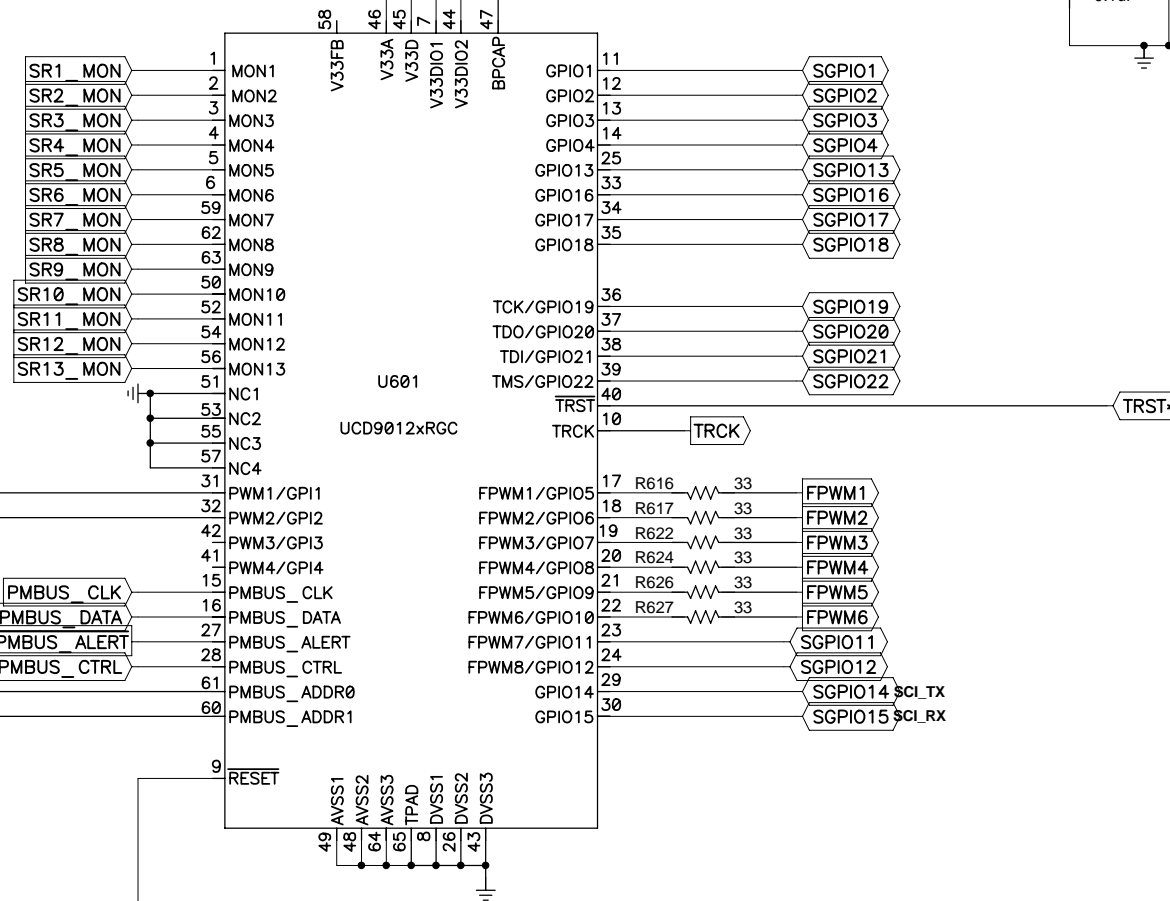 58
46
45
7
44
47
V33FB
V33A
V33D
V33DIO1
V33DIO2
BPCAP
SR1_MON 1 MON1
SR2_MON 2 MON2
SR3_MON 3 MON3
SR4_MON 4 MON4
SR5_MON 5 MON5
SR6_MON 6 MON6
SR7_MON 59 MON7
SR8_MON 62 MON8
SR9_MON 63 MON9
SR10_MON 50 MON10
SR11_MON 52 MON11
SR12_MON 54 MON12
SR13_MON 56 MON13
51 NC1
53 NC2
55 NC3
57 NC4
31 PWM1/GPI1
32 PWM2/GPI2
42 PWM3/GPI3
41 PWM4/GPI4
PMBUS_CLK 15 PMBUS_CLK
PMBUS_DATA 16 PMBUS_DATA
PMBUS_ALERT 27 PMBUS_ALERT
PMBUS_CTRL 28 PMBUS_CTRL
61 PMBUS_ADDR0
60 PMBUS_ADDR1
9 RESET
U601
UCD9012xRGC
GPIO1 11 SGPIO1
GPIO2 12 SGPIO2
GPIO3 13 SGPIO3
GPIO4 14 SGPIO4
GPIO13 25 SGPIO13
GPIO16 33 SGPIO16
GPIO17 34 SGPIO17
GPIO18 35 SGPIO18
TCK/GPIO19 36 SGPIO19
TDO/GPIO20 37 SGPIO20
TDI/GPIO21 38 SGPIO21
TMS/GPIO22 39 SGPIO22
TRST 40 TRST*
TRCK 10 TRCK
FPWM1/GPIO5 17 R616 33 FPWM1
FPWM2/GPIO6 18 R617 33 FPWM2
FPWM3/GPIO7 19 R622 33 FPWM3
FPWM4/GPIO8 20 R624 33 FPWM4
FPWM5/GPIO9 21 R626 33 FPWM5
FPWM6/GPIO10 22 R627 33 FPWM6
FPWM7/GPIO11 23 SGPIO11
FPWM8/GPIO12 24 SGPIO12
GPIO14 29 SGPIO14 SCI_TX
GPIO15 30 SGPIO15 SCI_RX
AVSS1
AVSS2
AVSS3
TPAD
DVSS1
DVSS2
DVSS3
49
48
64
65
8
26
43